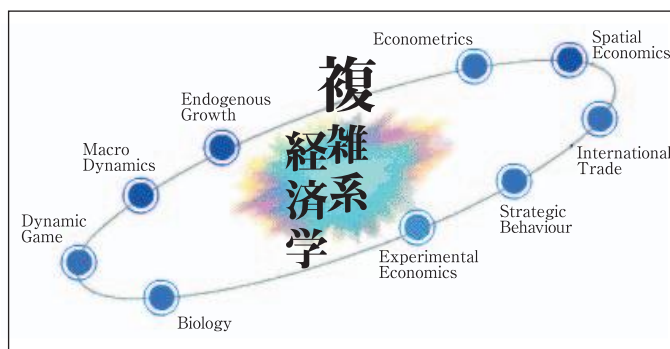 複雑系
経済学
Econometrics
Spatial
Economics
International
Trade
Strategic
Behaviour
Experimental
Economics
Biology
Dynamic
Game
Macro
Dynamics
Endogenous
Growth